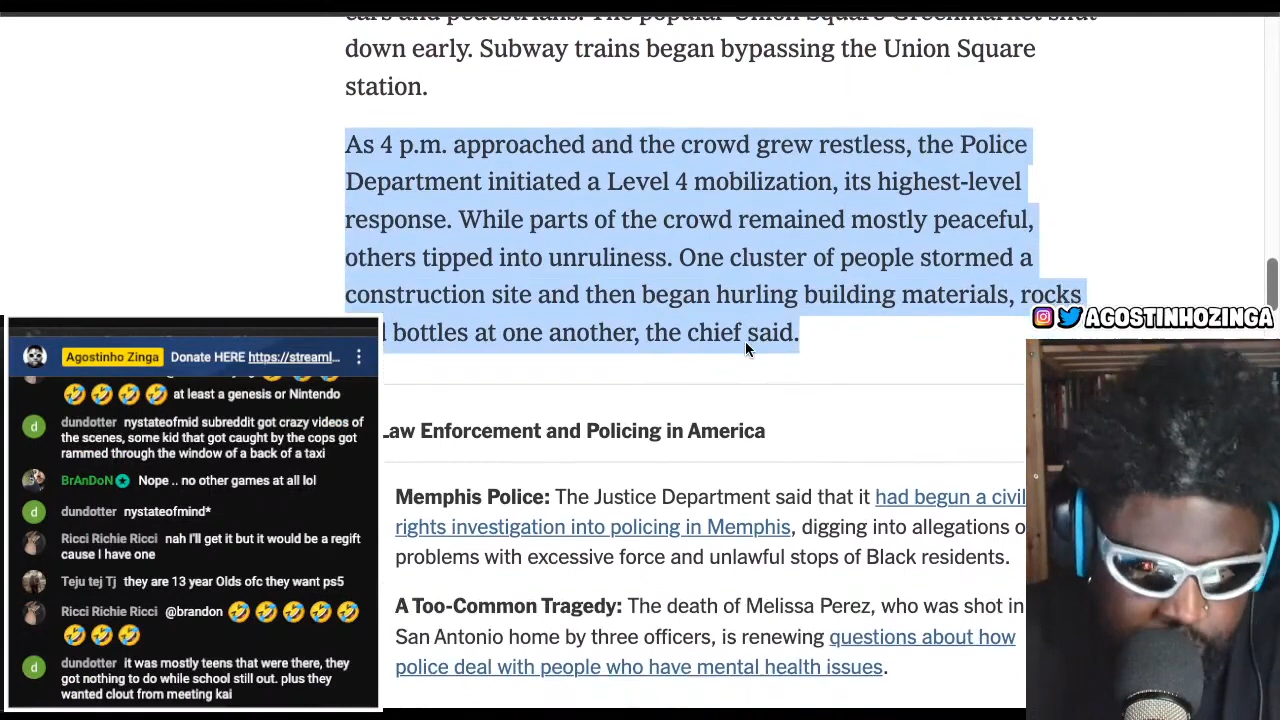 down early. Subway trains began bypassing the Union Square
station.
As 4 p.m. approached and the crowd grew restless, the Police
Department initiated a Level 4 mobilization, its highest-level
response. While parts of the crowd remained mostly peaceful,
others tipped into unruliness. One cluster of people stormed a
construction site and then began hurling building materials, rocks
bottles at one another, the chief said.
Law Enforcement and Policing in America
Memphis Police: The Justice Department said that it had begun a civil
rights investigation into policing in Memphis, digging into allegations o
problems with excessive force and unlawful stops of Black residents.
A Too-Common Tragedy: The death of Melissa Perez, who was shot in
San Antonio home by three officers, is renewing questions about how
police deal with people who have mental health issues.
AGOSTINHOZINGA
Agostinho Zinga Donate HERE https://streaml...
🤣🤣🤣🤣 at least a genesis or Nintendo
d dundotter nystateofmid subreddit got crazy videos of
the scenes, some kid that got caught by the cops got
rammed through the window of a back of a taxi
BrAnDoN Nope .. no other games at all lol
d dundotter nystateofmind*
Ricci Richie Ricci nah I'll get it but it would be a regift
cause I have one
Teju tej Tj they are 13 year Olds ofc they want ps5
Ricci Richie Ricci @brandon 🤣🤣🤣🤣🤣
🤣🤣🤣
d dundotter it was mostly teens that were there, they
got nothing to do while school still out. plus they
wanted clout from meeting kai